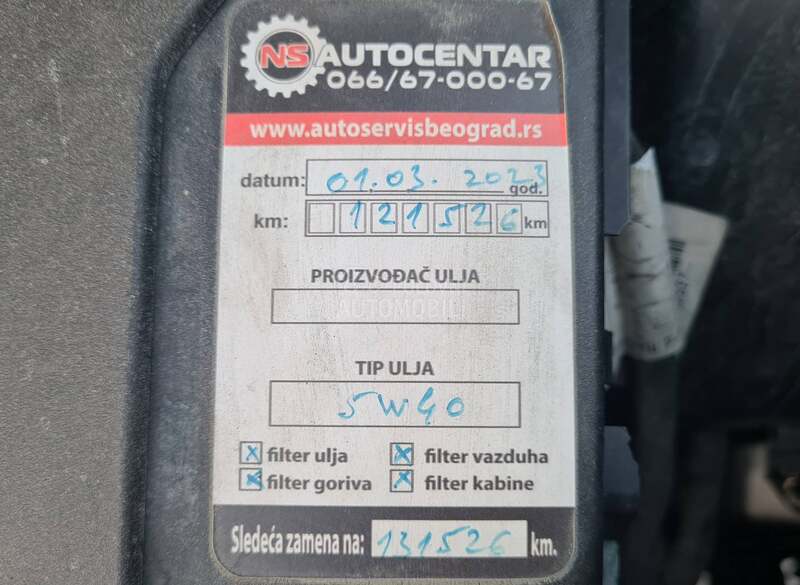 NS AUTOCENTAR
066/67-000-67
www.autoservisbeograd.rs
datum: 01.03. 2023 god.
km: 121526 km
PROIZVOĐAČ ULJA
AUTOMOBILI
TIP ULJA
5W40
x filter ulja x filter vazduha
x filter goriva x filter kabine
Sledeća zamena na: 131526 km.